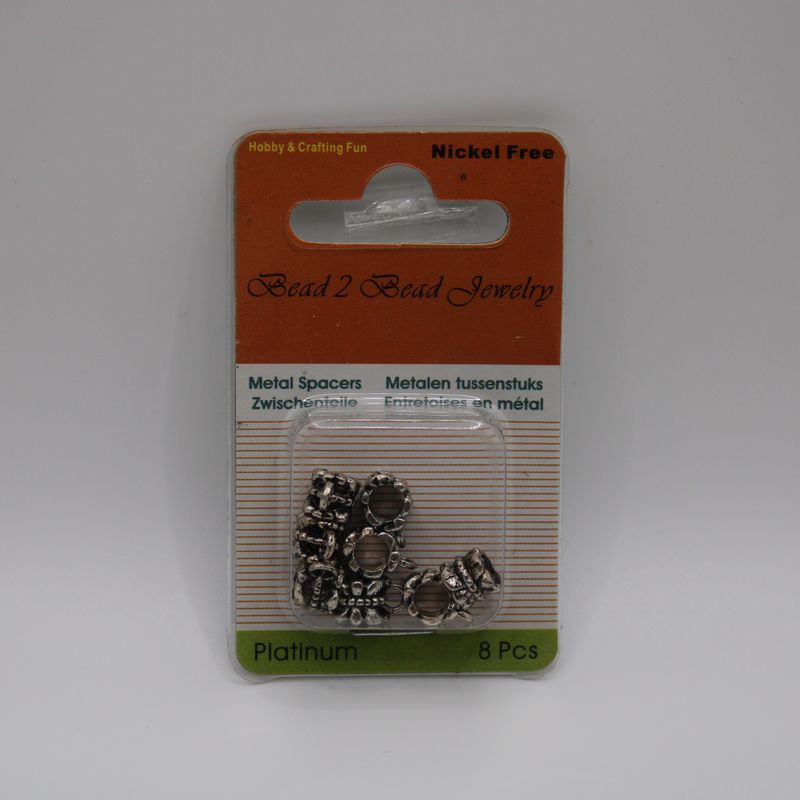 Hobby & Crafting Fun
Nickel Free
Bead 2 Bead Jewelry
Metal Spacers Metalen tussenstuks
Zwischenteile Entretoises en métal
Platinum 8 Pcs